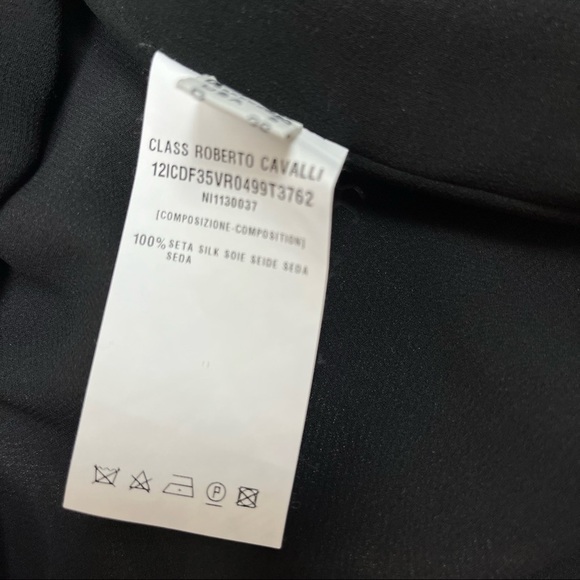 CLASS ROBERTO CAVALLI
12ICDF35VR0499T3762
NI1130037
[COMPOSIZIONE-COMPOSITION]
100% SETA SILK SOIE SEIDE SEDA
SEDA
P